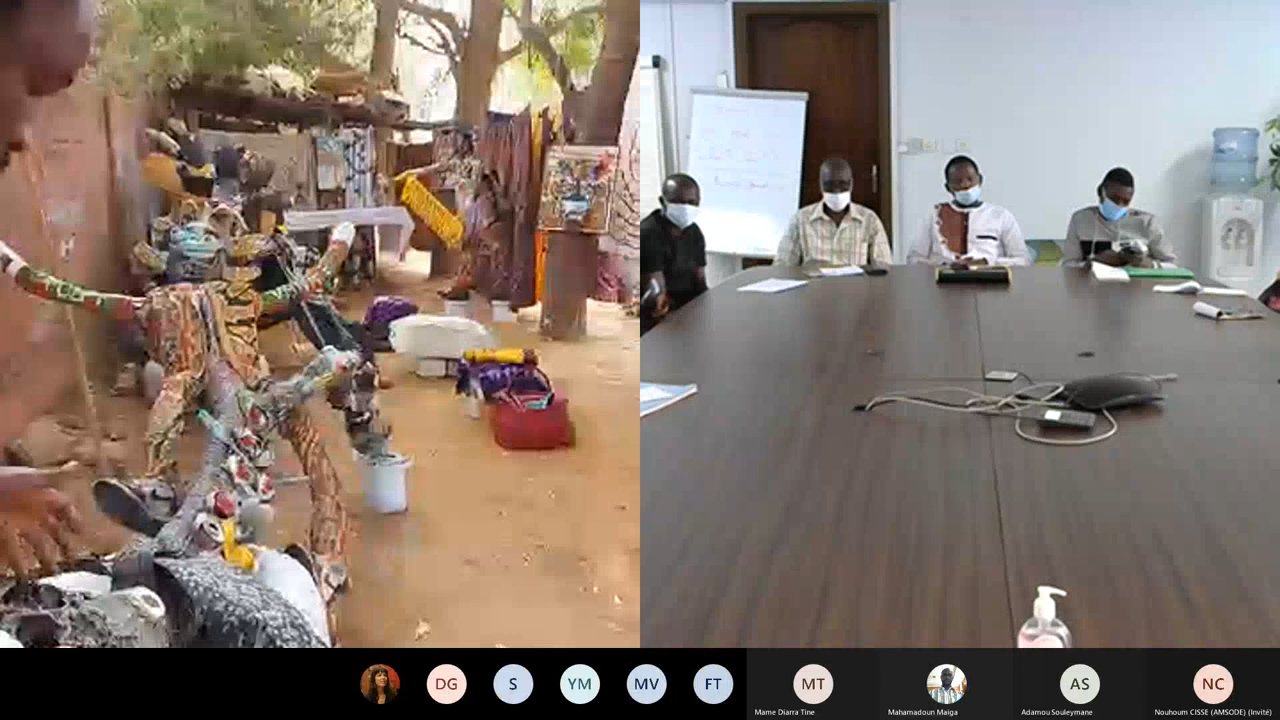 DG
S
YM
MV
FT
MT
AS
NC
Mame Diarra Tine
Mahamadoun Maiga
Adamou Souleymane
Nouhoum CISSE (AMSODE) (Invité)